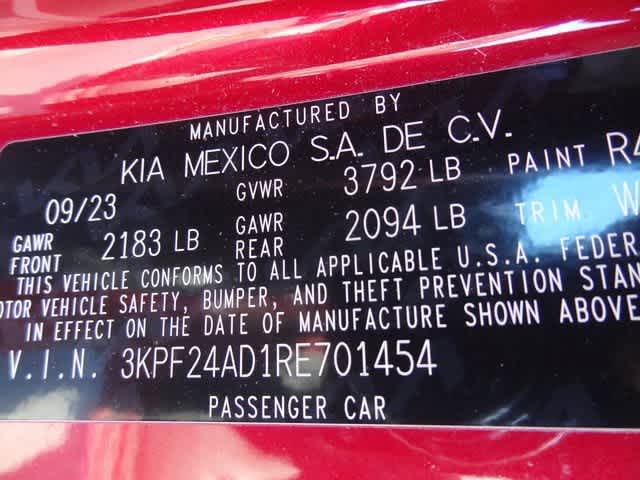 MANUFACTURED BY
KIA MEXICO S.A. DE C.V.
09/23 GVWR 3792 LB PAINT R4
GAWR FRONT 2183 LB GAWR REAR 2094 LB TRIM W
THIS VEHICLE CONFORMS TO ALL APPLICABLE U.S.A. FEDER
OTOR VEHICLE SAFETY, BUMPER, AND THEFT PREVENTION STAN
IN EFFECT ON THE DATE OF MANUFACTURE SHOWN ABOVE
V.I.N. 3KPF24AD1RE701454
PASSENGER CAR